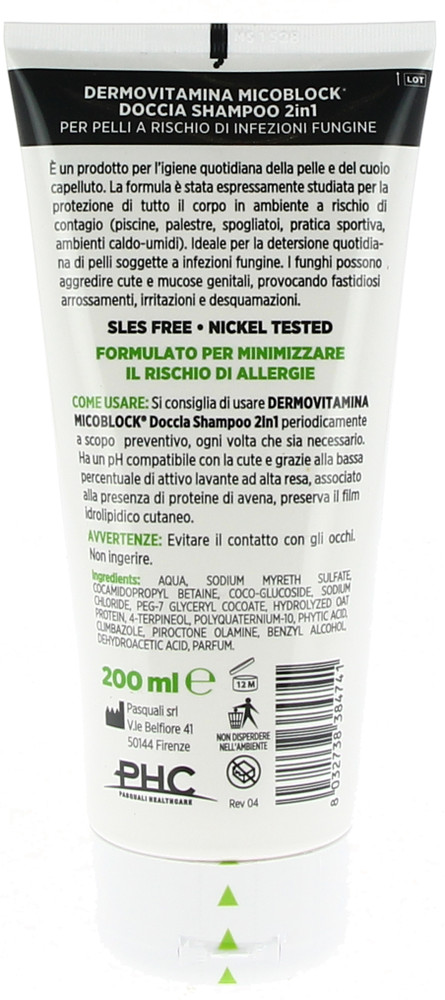 LOT
DERMOVITAMINA MICOBLOCK®
DOCCIA SHAMPOO 2in1
PER PELLI A RISCHIO DI INFEZIONI FUNGINE
È un prodotto per l'igiene quotidiana della pelle e del cuoio
capelluto. La formula è stata espressamente studiata per la
protezione di tutto il corpo in ambiente a rischio di
contagio (piscine, palestre, spogliatoi, pratica sportiva,
ambienti caldo-umidi). Ideale per la detersione quotidia-
na di pelli soggette a infezioni fungine. I funghi possono
aggredire cute e mucose genitali, provocando fastidiosi
arrossamenti, irritazioni e desquamazioni.
SLES FREE • NICKEL TESTED
FORMULATO PER MINIMIZZARE
IL RISCHIO DI ALLERGIE
COME USARE: Si consiglia di usare DERMOVITAMINA
MICOBLOCK® Doccia Shampoo 2In1 periodicamente
a scopo preventivo, ogni volta che sia necessario.
Ha un pH compatibile con la cute e grazie alla bassa
percentuale di attivo lavante ad alta resa, associato
alla presenza di proteine di avena, preserva il film
idrolipidico cutaneo.
AVVERTENZE: Evitare il contatto con gli occhi.
Non ingerire.
Ingredients: AQUA, SODIUM MYRETH SULFATE,
COCAMIDOPROPYL BETAINE, COCO-GLUCOSIDE, SODIUM
CHLORIDE, PEG-7 GLYCERYL COCOATE, HYDROLYZED OAT
PROTEIN, 4-TERPINEOL, POLYQUATERNIUM-10, PHYTIC ACID,
CLIMBAZOLE, PIROCTONE OLAMINE, BENZYL ALCOHOL,
DEHYDROACETIC ACID, PARFUM.
200 ml e
12 M
Pasquali srl
V.le Belfiore 41
50144 Firenze
NON DISPERDERE
NELL'AMBIENTE
PHC
PASQUALI HEALTHCARE
Rev 04
8 032738 384741